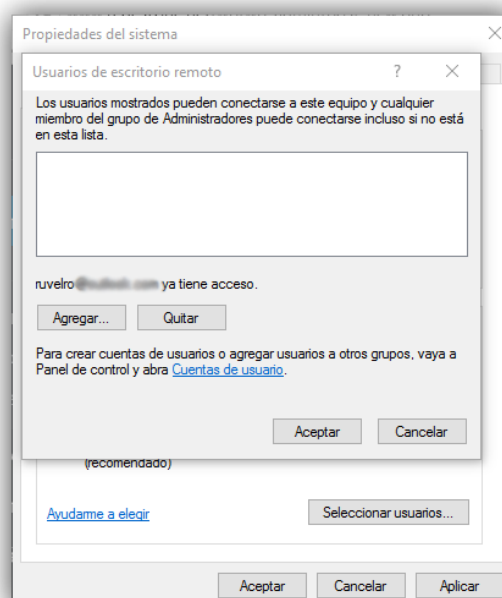 Propiedades del sistema
Usuarios de escritorio remoto
Los usuarios mostrados pueden conectarse a este equipo y cualquier
miembro del grupo de Administradores puede conectarse incluso si no está
en esta lista.
ruvelro ya tiene acceso.
Agregar...
Quitar
Para crear cuentas de usuarios o agregar usuarios a otros grupos, vaya a
Panel de control y abra Cuentas de usuario.
Aceptar
Cancelar
(recomendado)
Ayudarme a elegir
Seleccionar usuarios...
Aceptar
Cancelar
Aplicar